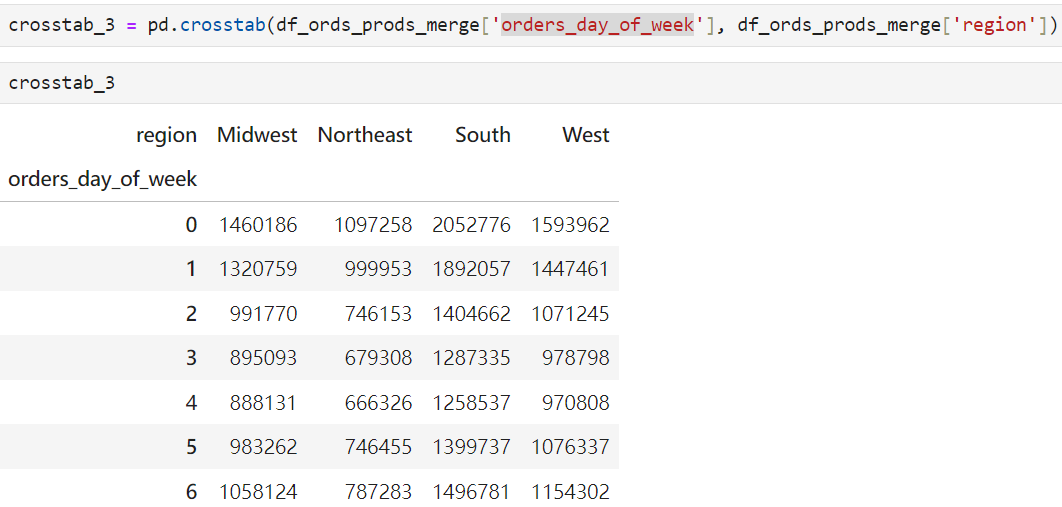 crosstab_3 = pd.crosstab(df_ords_prods_merge['orders_day_of_week'], df_ords_prods_merge['region'])
crosstab_3
region Midwest Northeast South West
orders_day_of_week
0 1460186 1097258 2052776 1593962
1 1320759 999953 1892057 1447461
2 991770 746153 1404662 1071245
3 895093 679308 1287335 978798
4 888131 666326 1258537 970808
5 983262 746455 1399737 1076337
6 1058124 787283 1496781 1154302